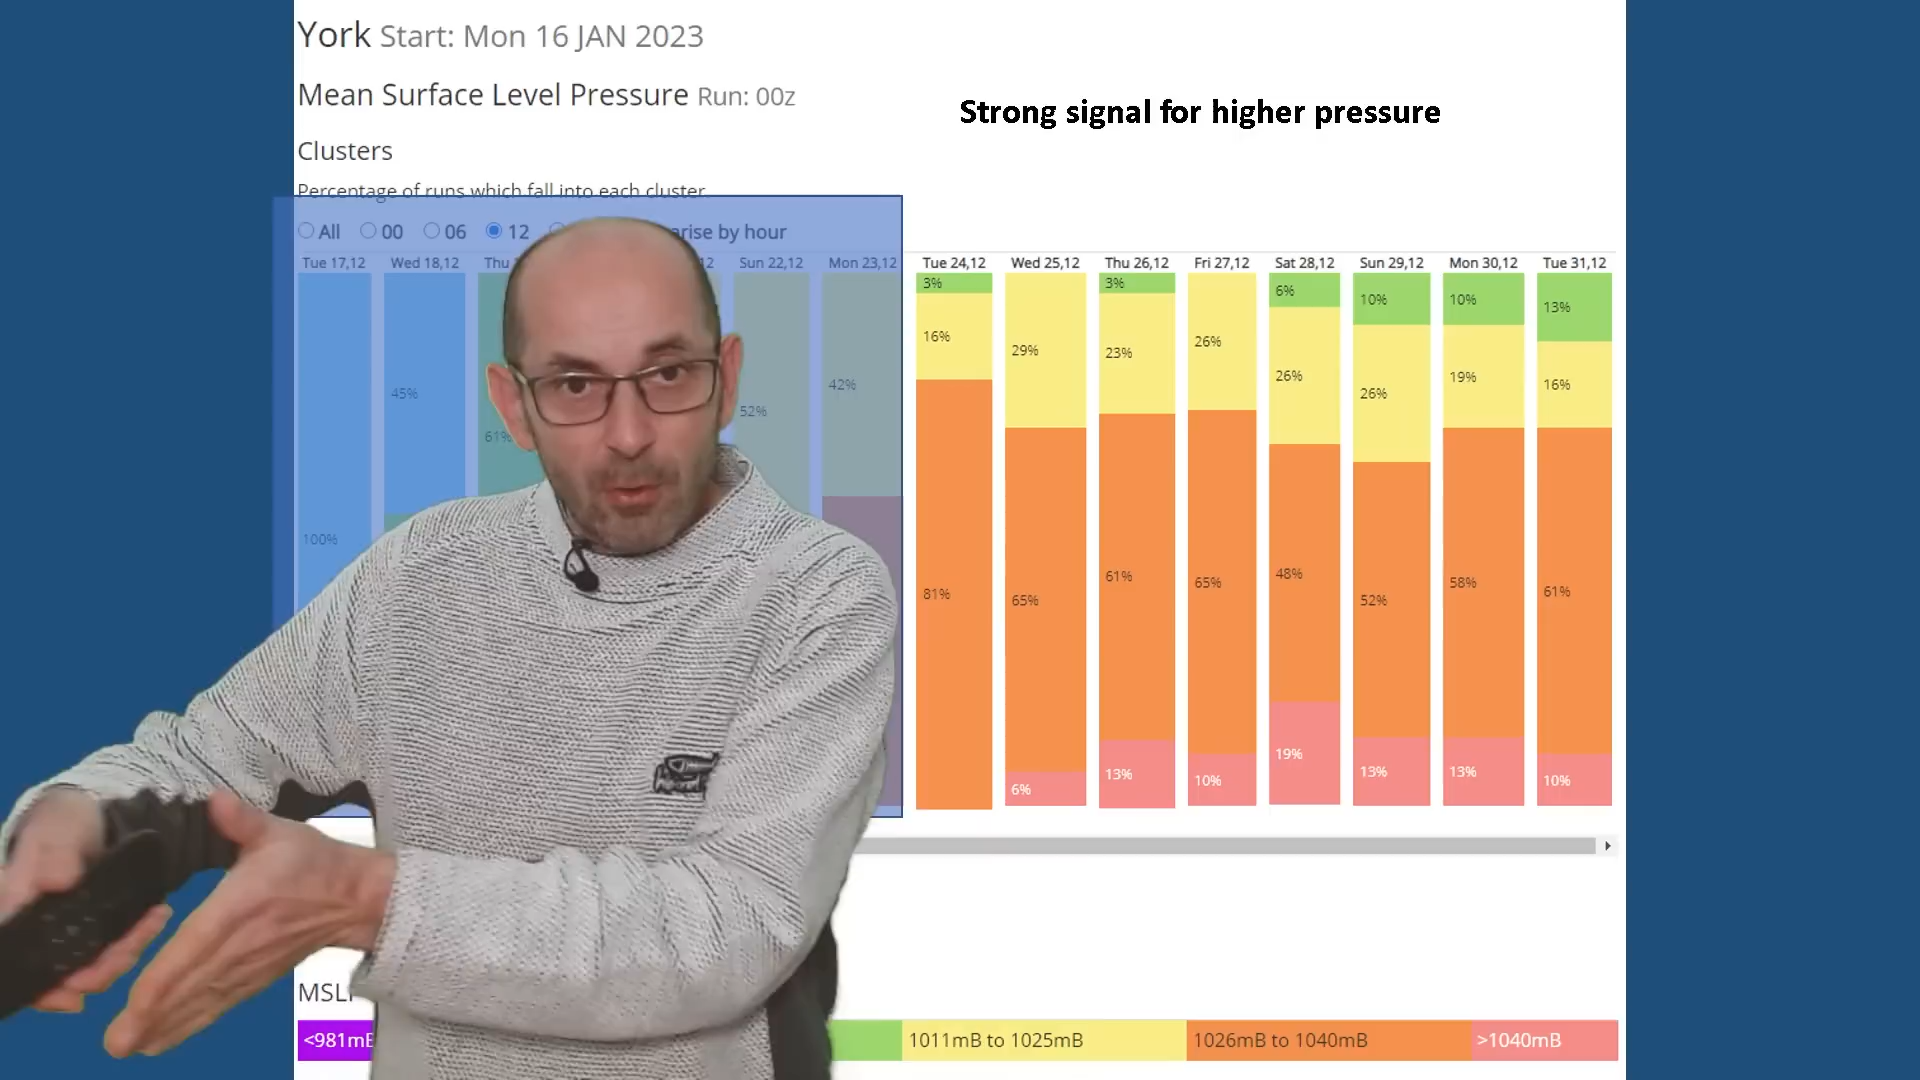 York Start: Mon 16 JAN 2023
Mean Surface Level Pressure Run: 00z
Strong signal for higher pressure
Clusters
Percentage of runs which fall into each cluster.
All 00 06 12 arise by hour
Tue 17,12 Wed 18,12 Thu 12 Sun 22,12 Mon 23,12 Tue 24,12 Wed 25,12 Thu 26,12 Fri 27,12 Sat 28,12 Sun 29,12 Mon 30,12 Tue 31,12
3% 3% 6% 10% 10% 13%
16% 29% 23% 26% 26% 26% 19% 16%
45% 61% 52% 42%
100% 81% 65% 61% 65% 48% 52% 58% 61%
6% 13% 10% 19% 13% 13% 10%
MSL
<981m 1011mB to 1025mB 1026mB to 1040mB >1040mB